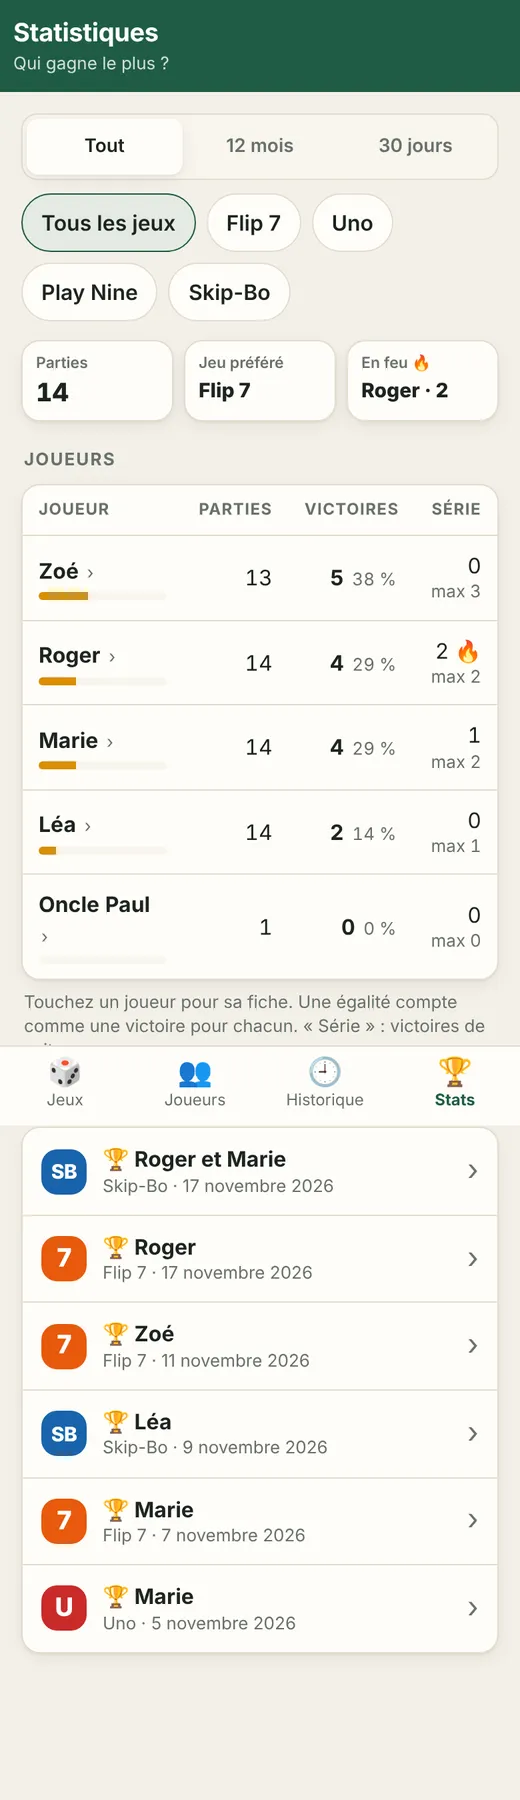 Statistiques
Qui gagne le plus ?
Tout 12 mois 30 jours
Tous les jeux Flip 7 Uno
Play Nine Skip-Bo
Parties Jeu préféré En feu 🔥
14 Flip 7 Roger · 2
JOUEURS
JOUEUR PARTIES VICTOIRES SÉRIE
Zoé › 13 5 38 % 0
max 3
Roger › 14 4 29 % 2 🔥
max 2
Marie › 14 4 29 % 1
max 2
Léa › 14 2 14 % 0
max 1
Oncle Paul › 1 0 0 % 0
max 0
Touchez un joueur pour sa fiche. Une égalité compte
comme une victoire pour chacun. « Série » : victoires de
Jeux Joueurs Historique Stats
SB 🏆 Roger et Marie ›
Skip-Bo · 17 novembre 2026
7 🏆 Roger ›
Flip 7 · 17 novembre 2026
7 🏆 Zoé ›
Flip 7 · 11 novembre 2026
SB 🏆 Léa ›
Skip-Bo · 9 novembre 2026
7 🏆 Marie ›
Flip 7 · 7 novembre 2026
U 🏆 Marie ›
Uno · 5 novembre 2026